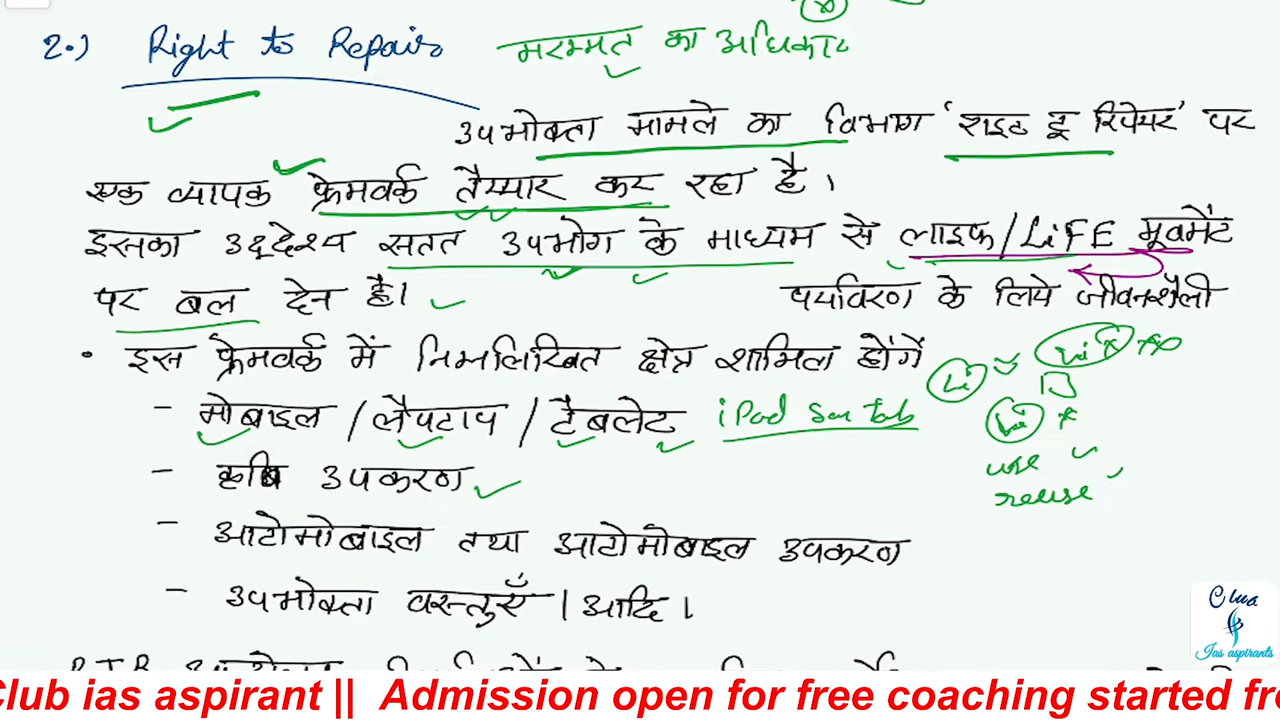 2.) Right to Repair मरम्मत का अधिकार
उपभोक्ता मामले का विभाग 'राइट टू रिपेयर' पर
एक व्यापक फ्रेमवर्क तैय्यार कर रहा है।
इसका उद्देश्य सतत उपभोग के माध्यम से लाइफ/LiFE मूवमेंट
पर बल देन है। पर्यावरण के लिये जीवनशैली
• इस फ्रेमवर्क में निम्नलिखित क्षेत्र शामिल होंगें
- मोबाइल / लैपटाप / टैबलेट iPad Sam tab
use
reuse
- कृषि उपकरण
- आटोमोबाइल तथा आटोमोबाइल उपकरण
- उपभोक्ता वस्तुएँ । आदि ।
Clua
Ias aspirants
Club ias aspirant || Admission open for free coaching started fr